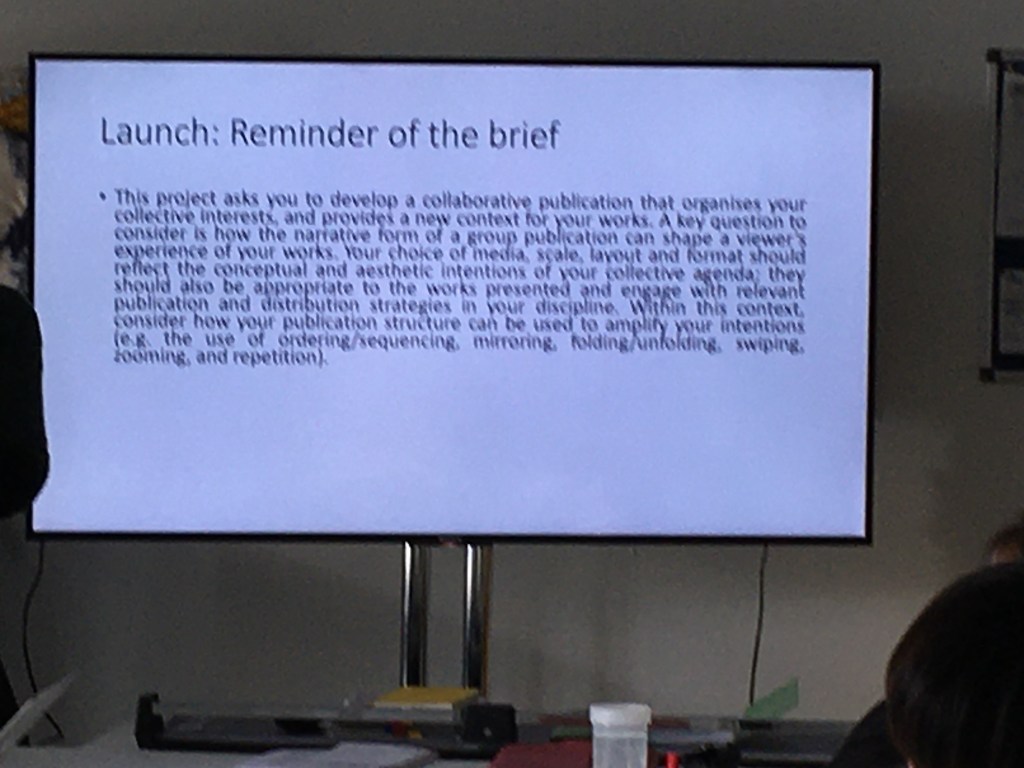 Launch: Reminder of the brief
• This project asks you to develop a collaborative publication that organises your
collective interests, and provides a new context for your works. A key question to
consider is how the narrative form of a group publication can shape a viewer's
experience of your works. Your choice of media, scale, layout and format should
reflect the conceptual and aesthetic intentions of your collective agenda; they
should also be appropriate to the works presented and engage with relevant
publication and distribution strategies in your discipline. Within this context,
consider how your publication structure can be used to amplify your intentions
(e.g. the use of ordering/sequencing, mirroring, folding/unfolding, swiping,
zooming, and repetition).